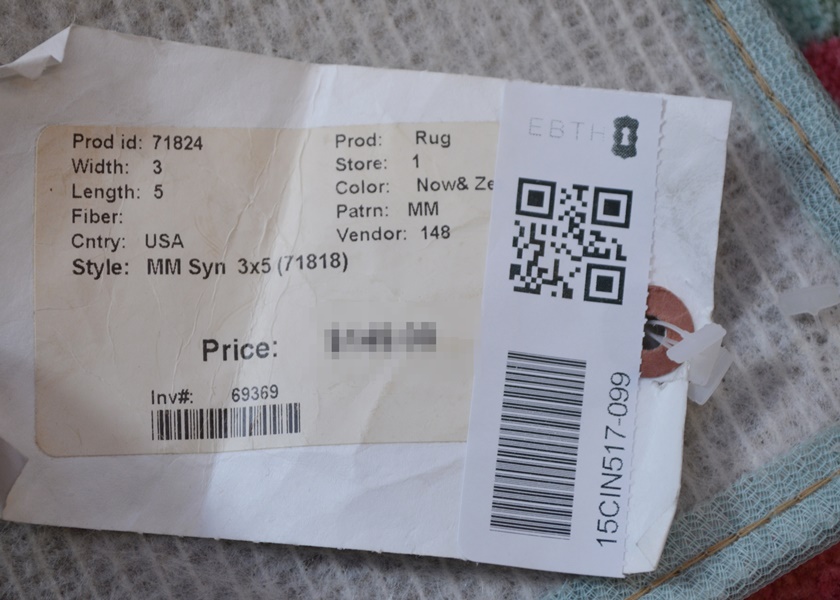 Prod id: 71824
Width: 3
Length: 5
Fiber:
Cntry: USA
Style: MM Syn 3x5 (71818)
Prod: Rug
Store: 1
Color: Now& Ze
Patrn: MM
Vendor: 148
Price:
Inv#: 69369
EBTH
15CIN517-099